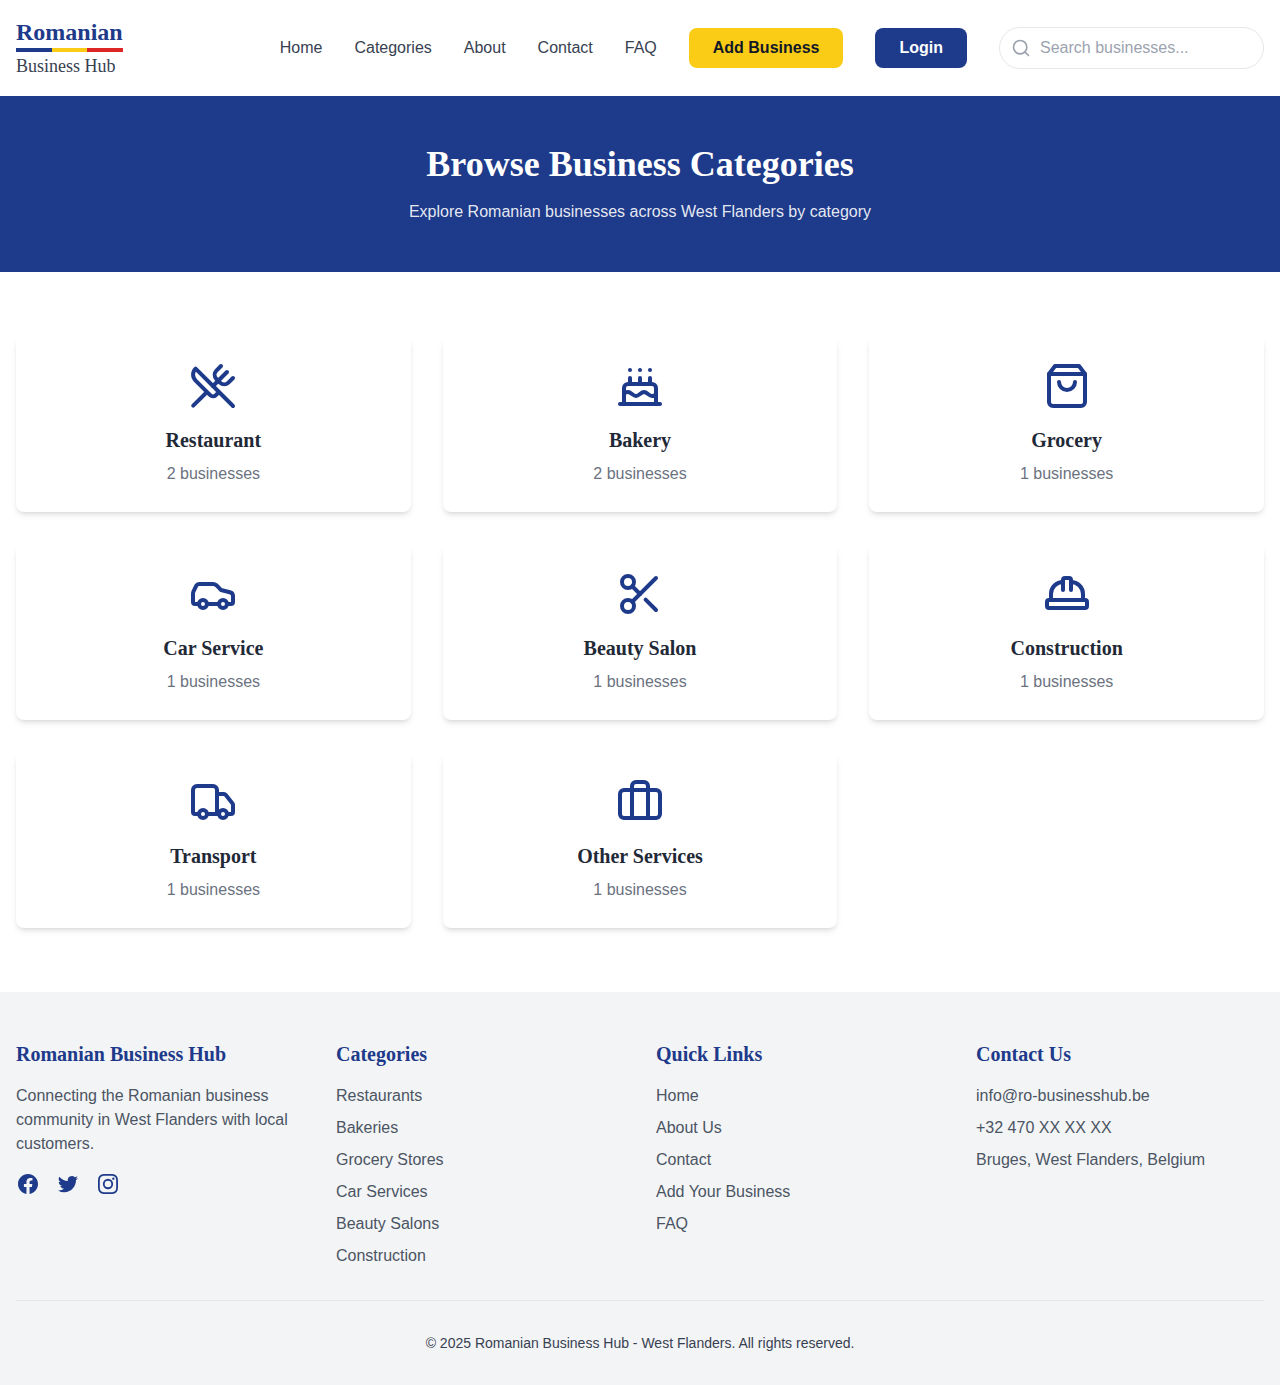 Romanian
Business Hub
Home
Categories
About
Contact
FAQ
Add Business
Login
Search businesses...
Browse Business Categories
Explore Romanian businesses across West Flanders by category
Restaurant
2 businesses
Bakery
2 businesses
Grocery
1 businesses
Car Service
1 businesses
Beauty Salon
1 businesses
Construction
1 businesses
Transport
1 businesses
Other Services
1 businesses
Romanian Business Hub
Connecting the Romanian business
community in West Flanders with local
customers.
Categories
Restaurants
Bakeries
Grocery Stores
Car Services
Beauty Salons
Construction
Quick Links
Home
About Us
Contact
Add Your Business
FAQ
Contact Us
info@ro-businesshub.be
+32 470 XX XX XX
Bruges, West Flanders, Belgium
© 2025 Romanian Business Hub - West Flanders. All rights reserved.